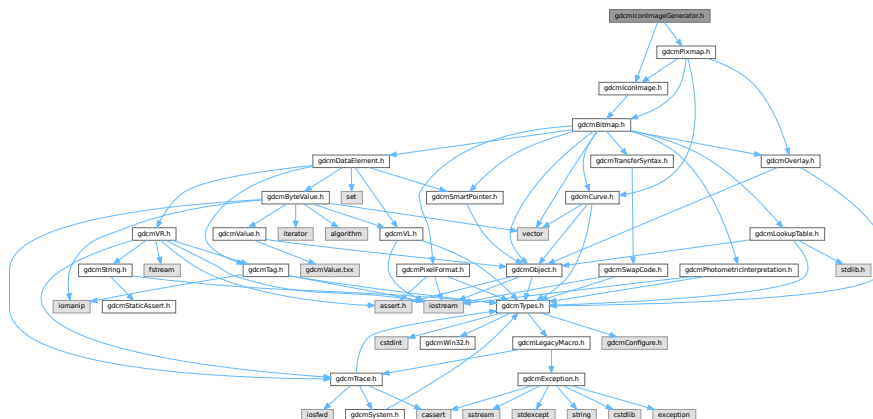 gdcmIconImageGenerator.h
gdcmPixmap.h
gdcmIconImage.h
gdcmBitmap.h
gdcmDataElement.h
gdcmTransferSyntax.h
gdcmOverlay.h
gdcmByteValue.h
set
gdcmSmartPointer.h
gdcmCurve.h
gdcmVR.h
gdcmValue.h
iterator
algorithm
gdcmVL.h
vector
gdcmLookupTable.h
gdcmString.h
fstream
gdcmTag.h
gdcmValue.txx
gdcmPixelFormat.h
gdcmObject.h
gdcmSwapCode.h
gdcmPhotometricInterpretation.h
stdlib.h
iomanip
gdcmStaticAssert.h
assert.h
iostream
gdcmTypes.h
cstdint
gdcmWin32.h
gdcmLegacyMacro.h
gdcmConfigure.h
gdcmTrace.h
gdcmException.h
iosfwd
gdcmSystem.h
cassert
sstream
stdexcept
string
cstdlib
exception